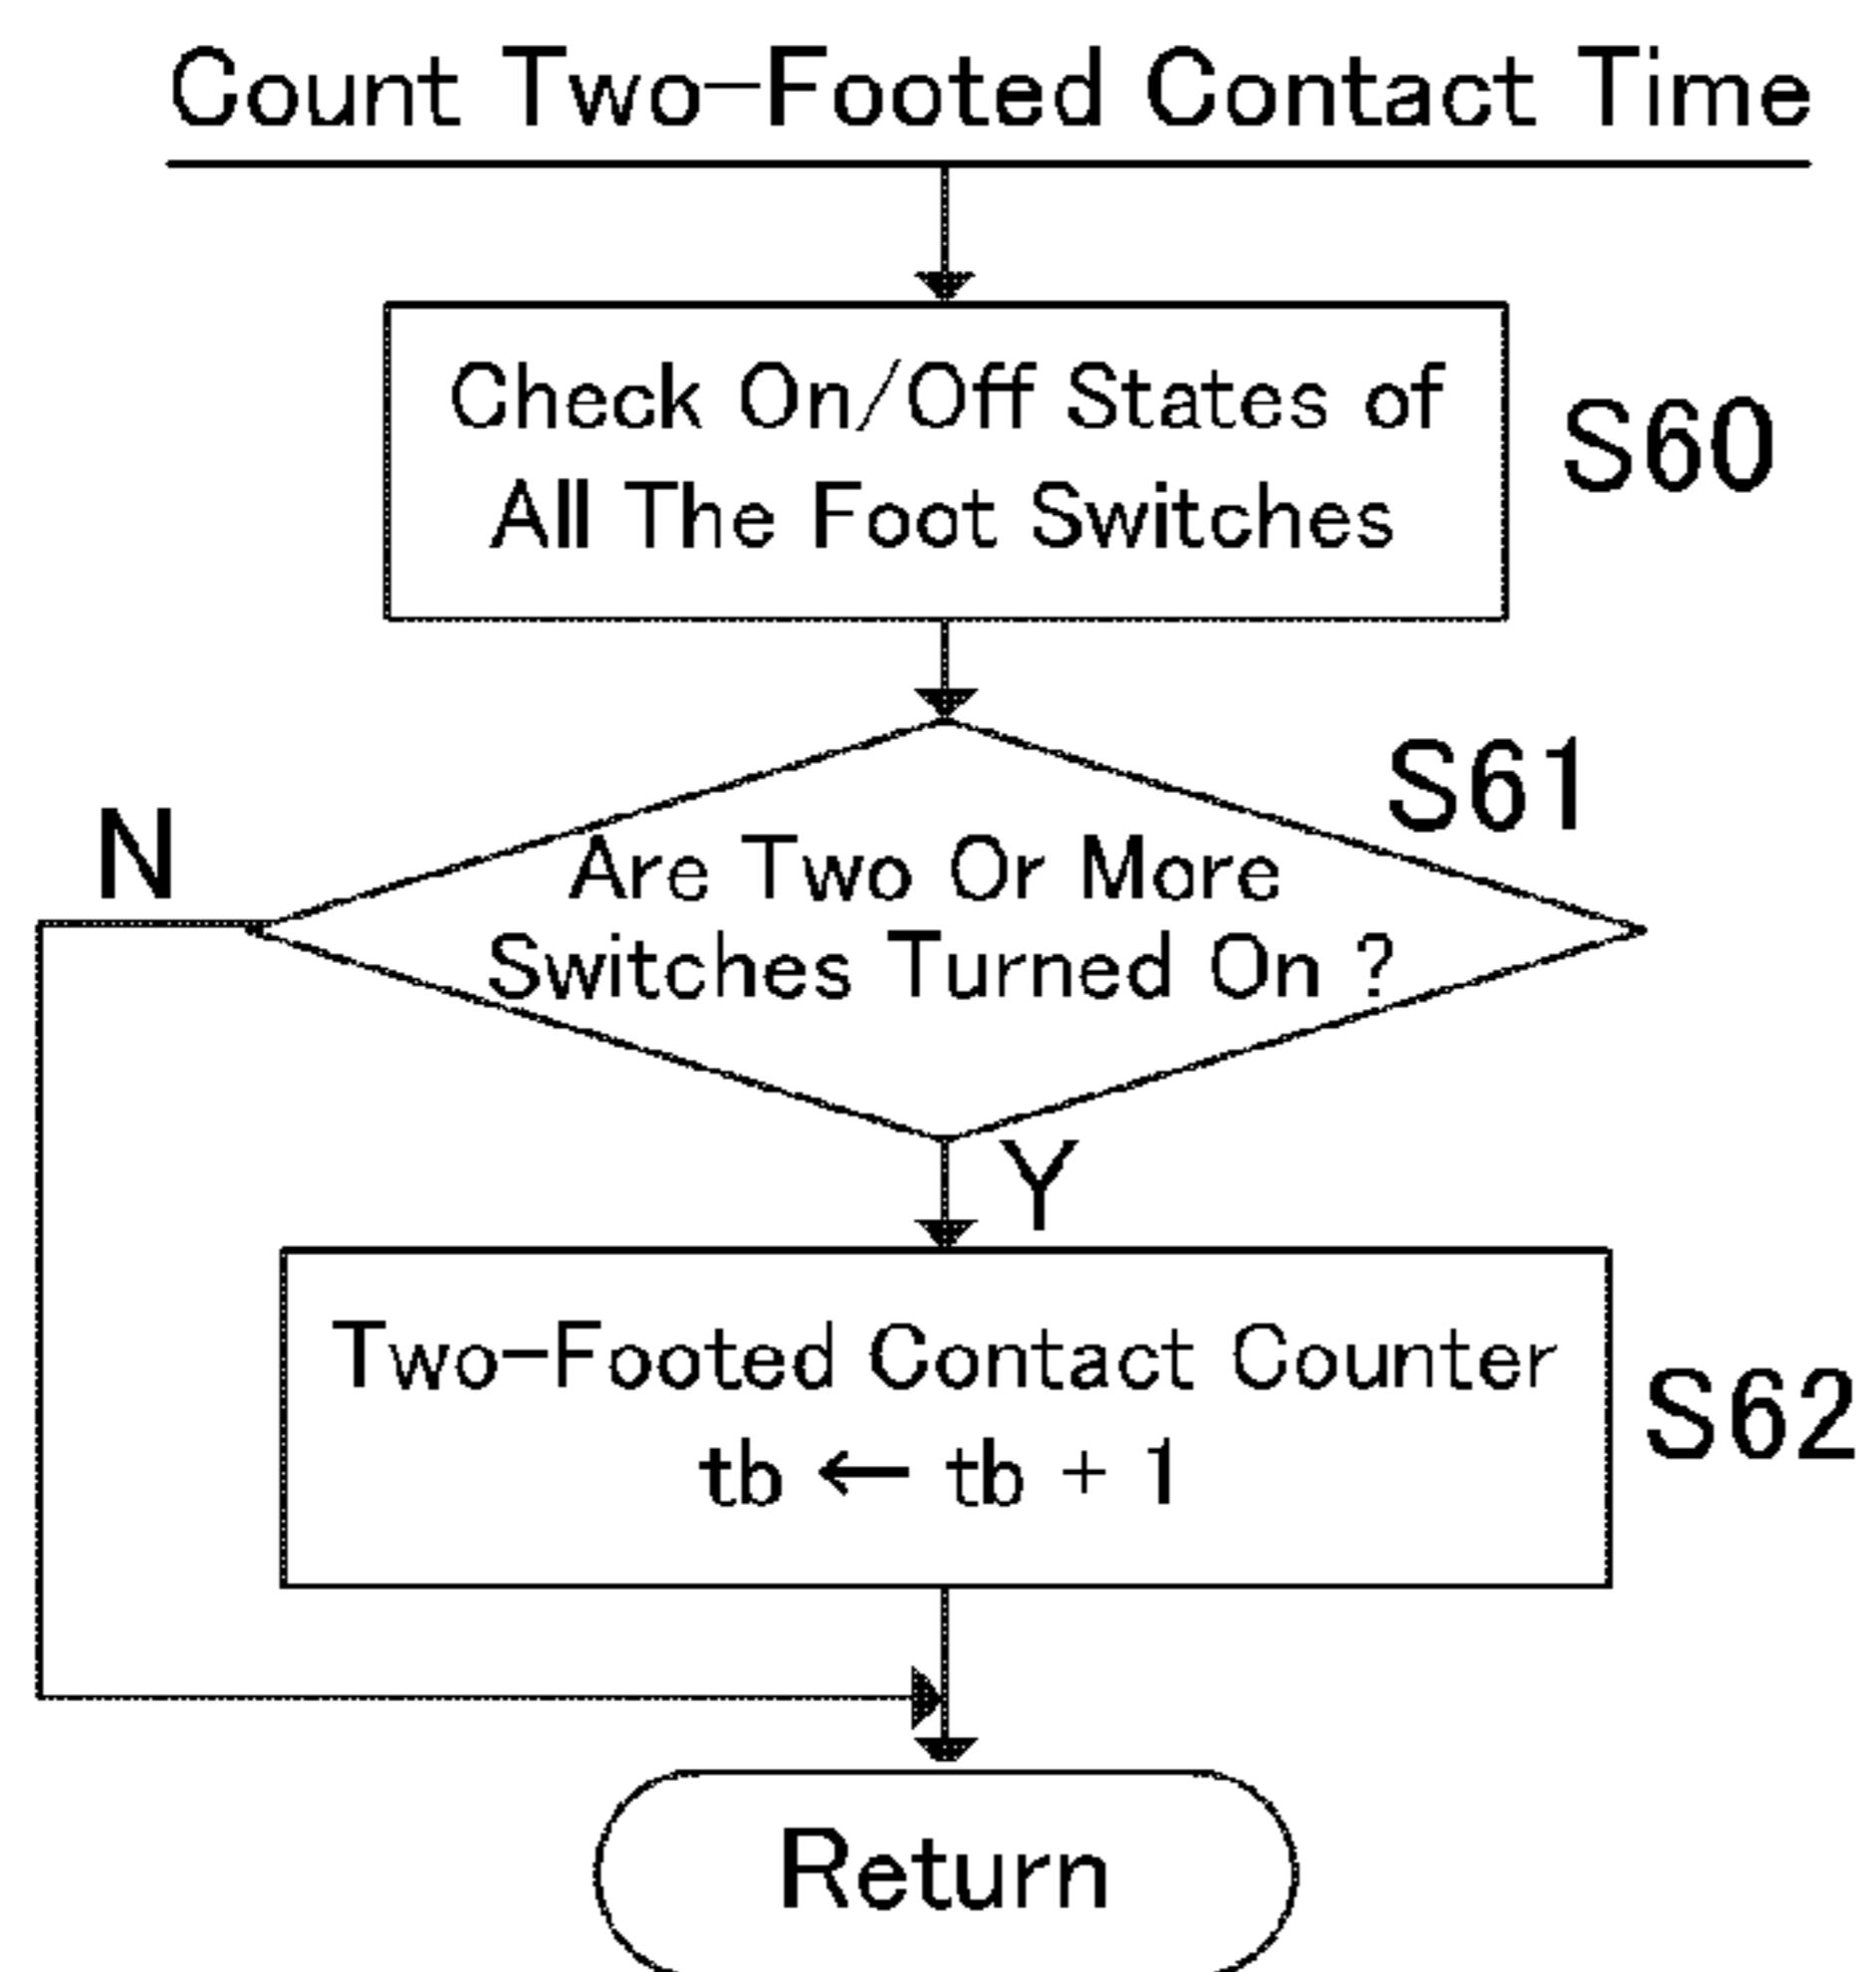 Count Two-Footed Contact Time
Check On/Off States of
All The Foot Switches
S60
S61
N
Are Two Or More
Switches Turned On ?
Y
Two-Footed Contact Counter
tb ← tb + 1
S62
Return